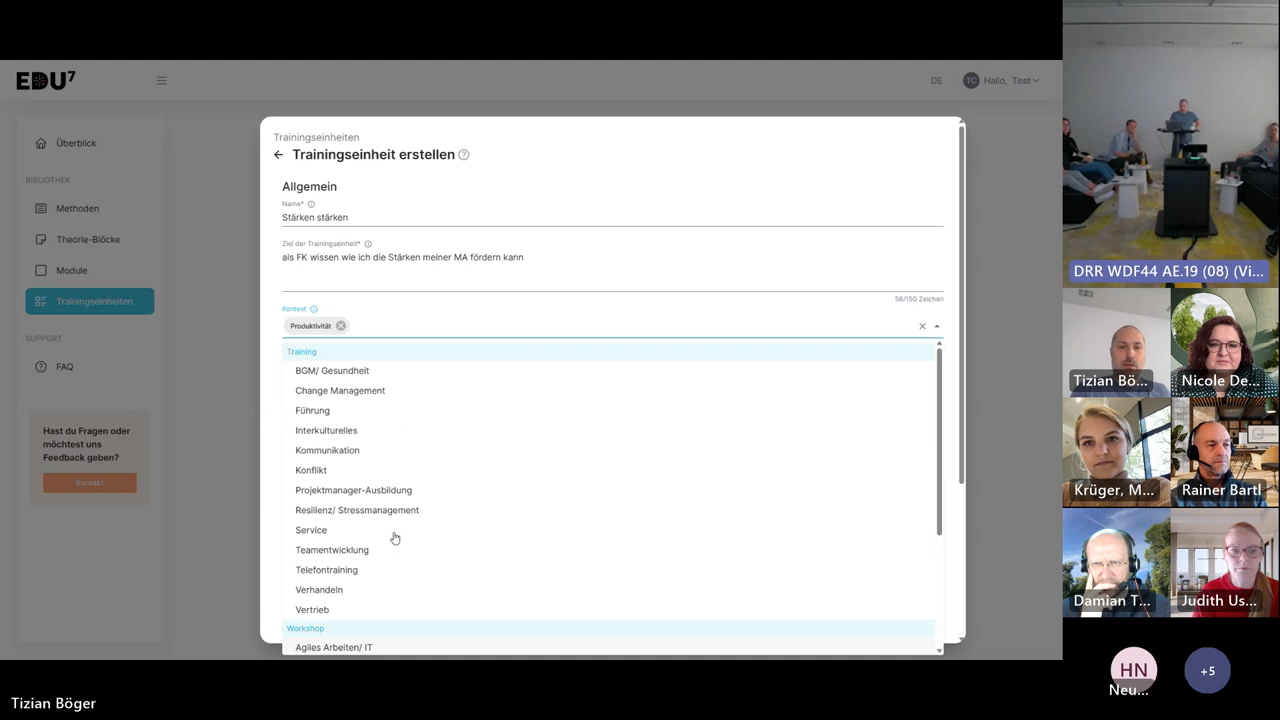 EDU7
DE
TC
Hallo, Test
Überblick
BIBLIOTHEK
Methoden
Theorie-Blöcke
Module
Trainingseinheiten
SUPPORT
FAQ
Hast du Fragen oder
möchtest uns
Feedback geben?
Kontakt
Trainingseinheiten
Trainingseinheit erstellen
Allgemein
Name*
Stärken stärken
Ziel der Trainingseinheit*
als FK wissen wie ich die Stärken meiner MA fördern kann
56/150 Zeichen
Kontext
Produktivität
Training
BGM/ Gesundheit
Change Management
Führung
Interkulturelles
Kommunikation
Konflikt
Projektmanager-Ausbildung
Resilienz/ Stressmanagement
Service
Teamentwicklung
Telefontraining
Verhandeln
Vertrieb
Workshop
Agiles Arbeiten/ IT
DRR WDF44 AE.19 (08) (Vi...
Tizian Bö...
Nicole De...
Krüger, M...
Rainer Bartl
Damian T...
Judith Us...
HN
Neu...
+5
Tizian Böger